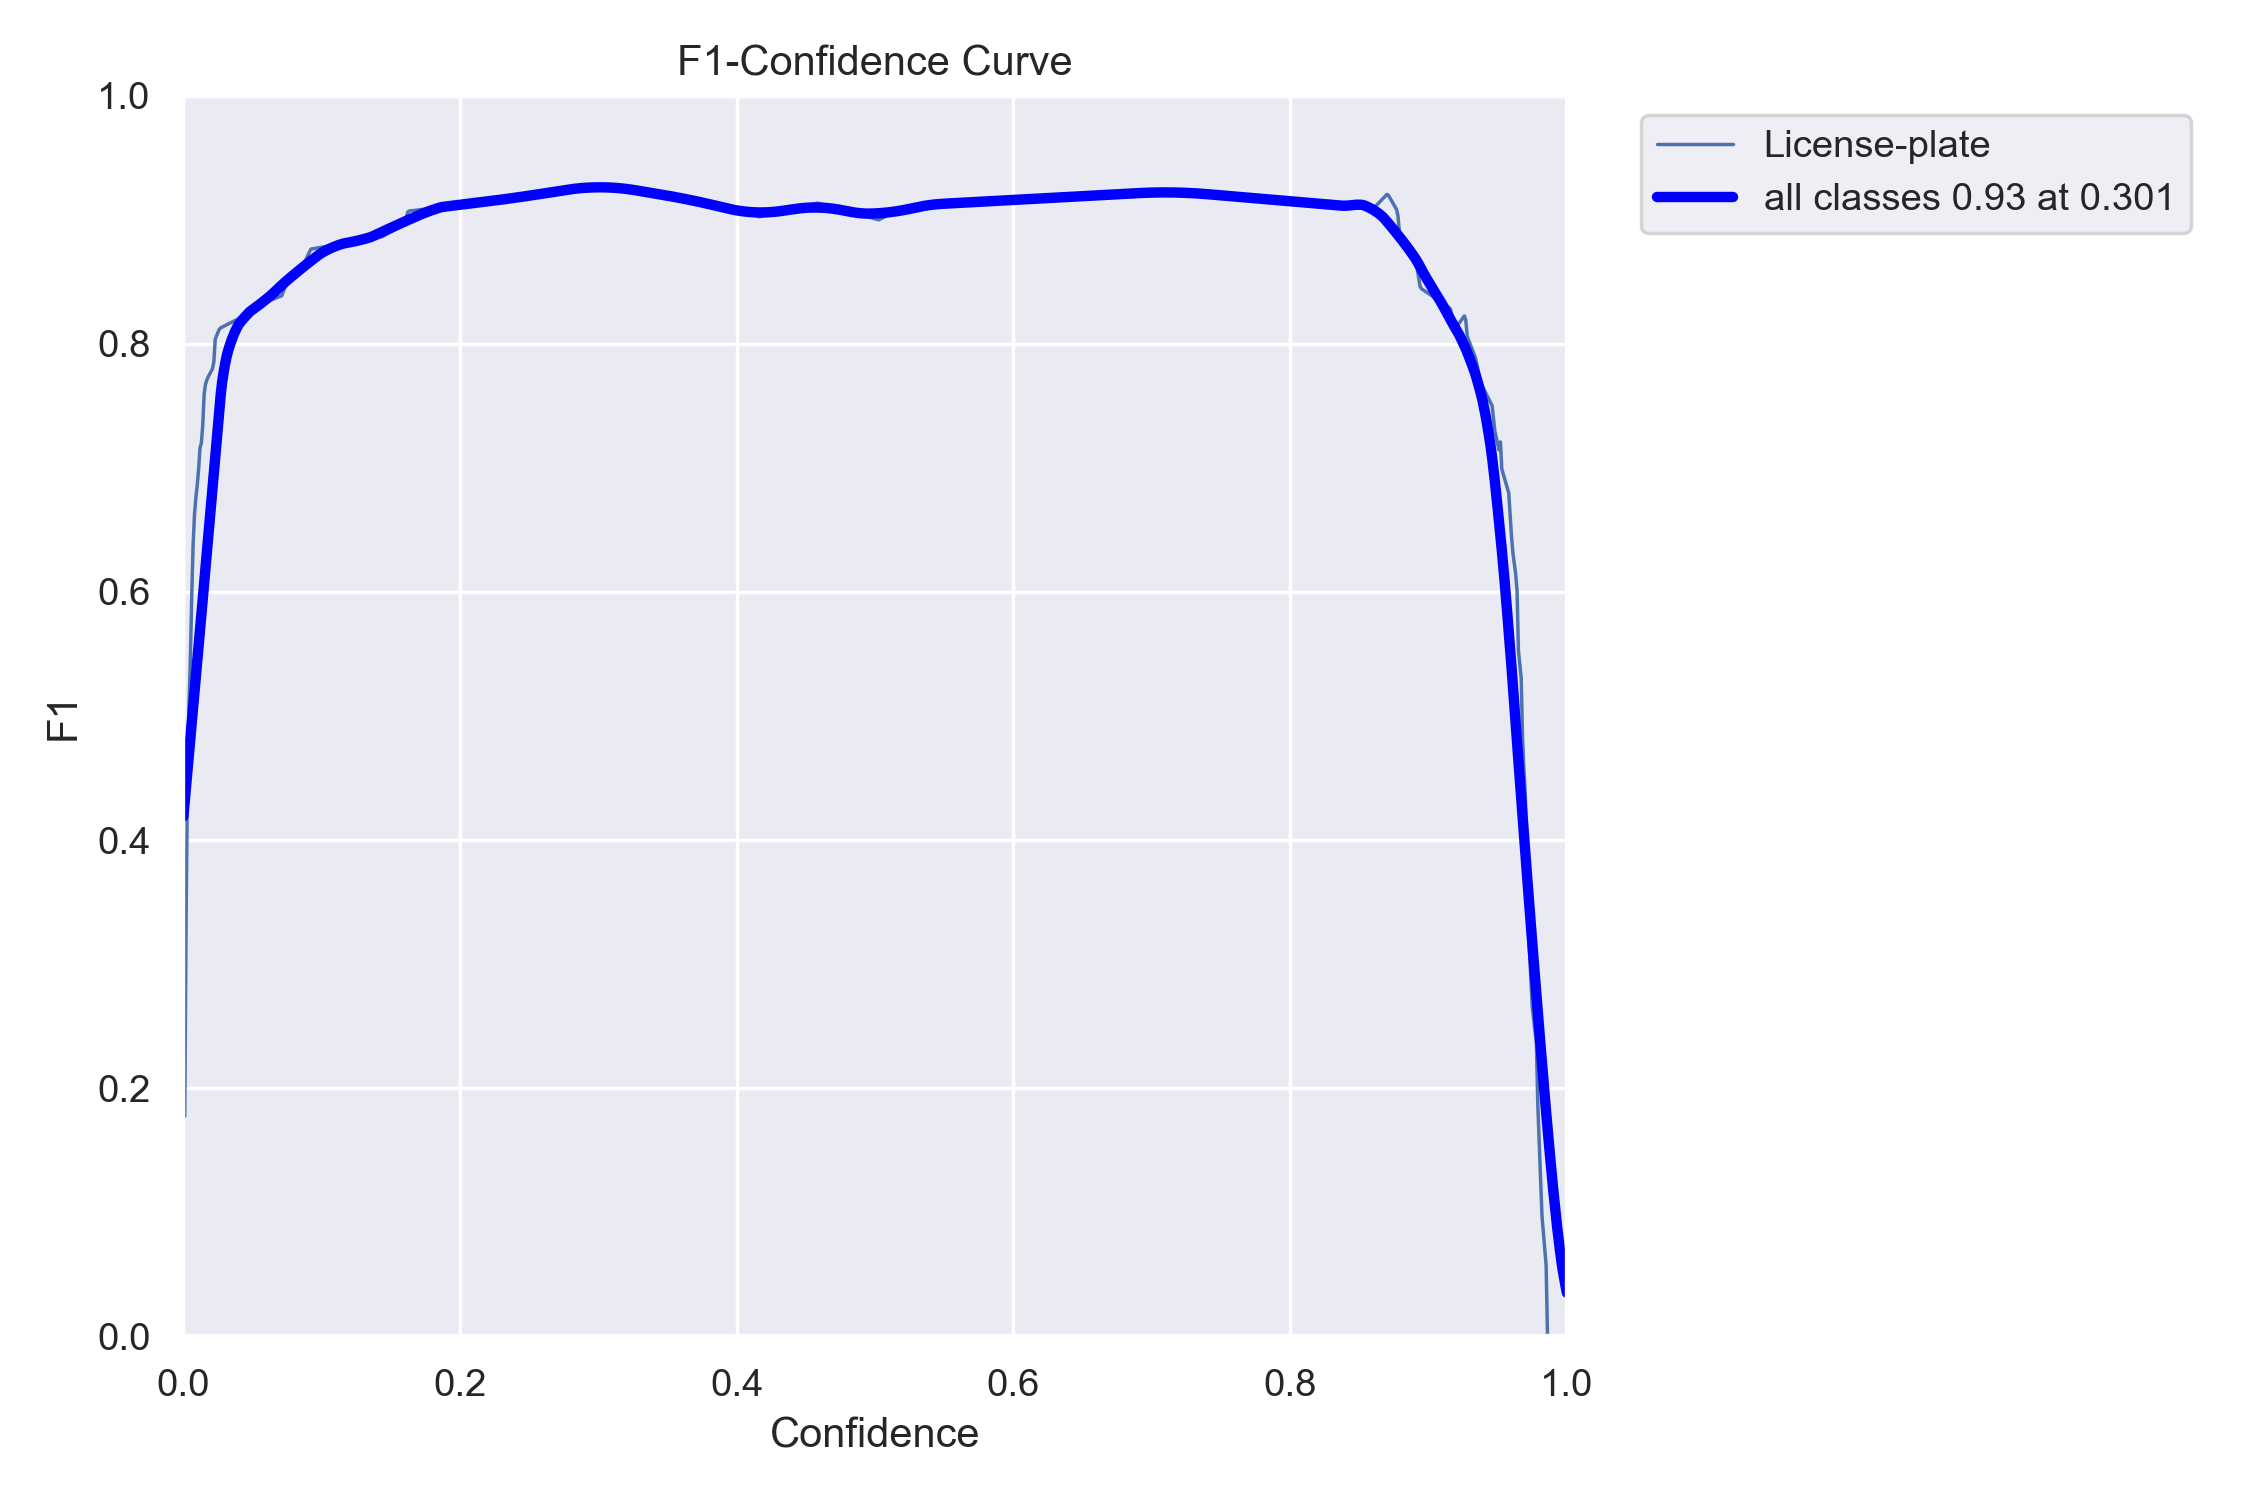 F1-Confidence Curve
1.0
0.8
0.6
0.4
0.2
0.0
F1
0.0 0.2 0.4 0.6 0.8 1.0
Confidence
License-plate
all classes 0.93 at 0.301